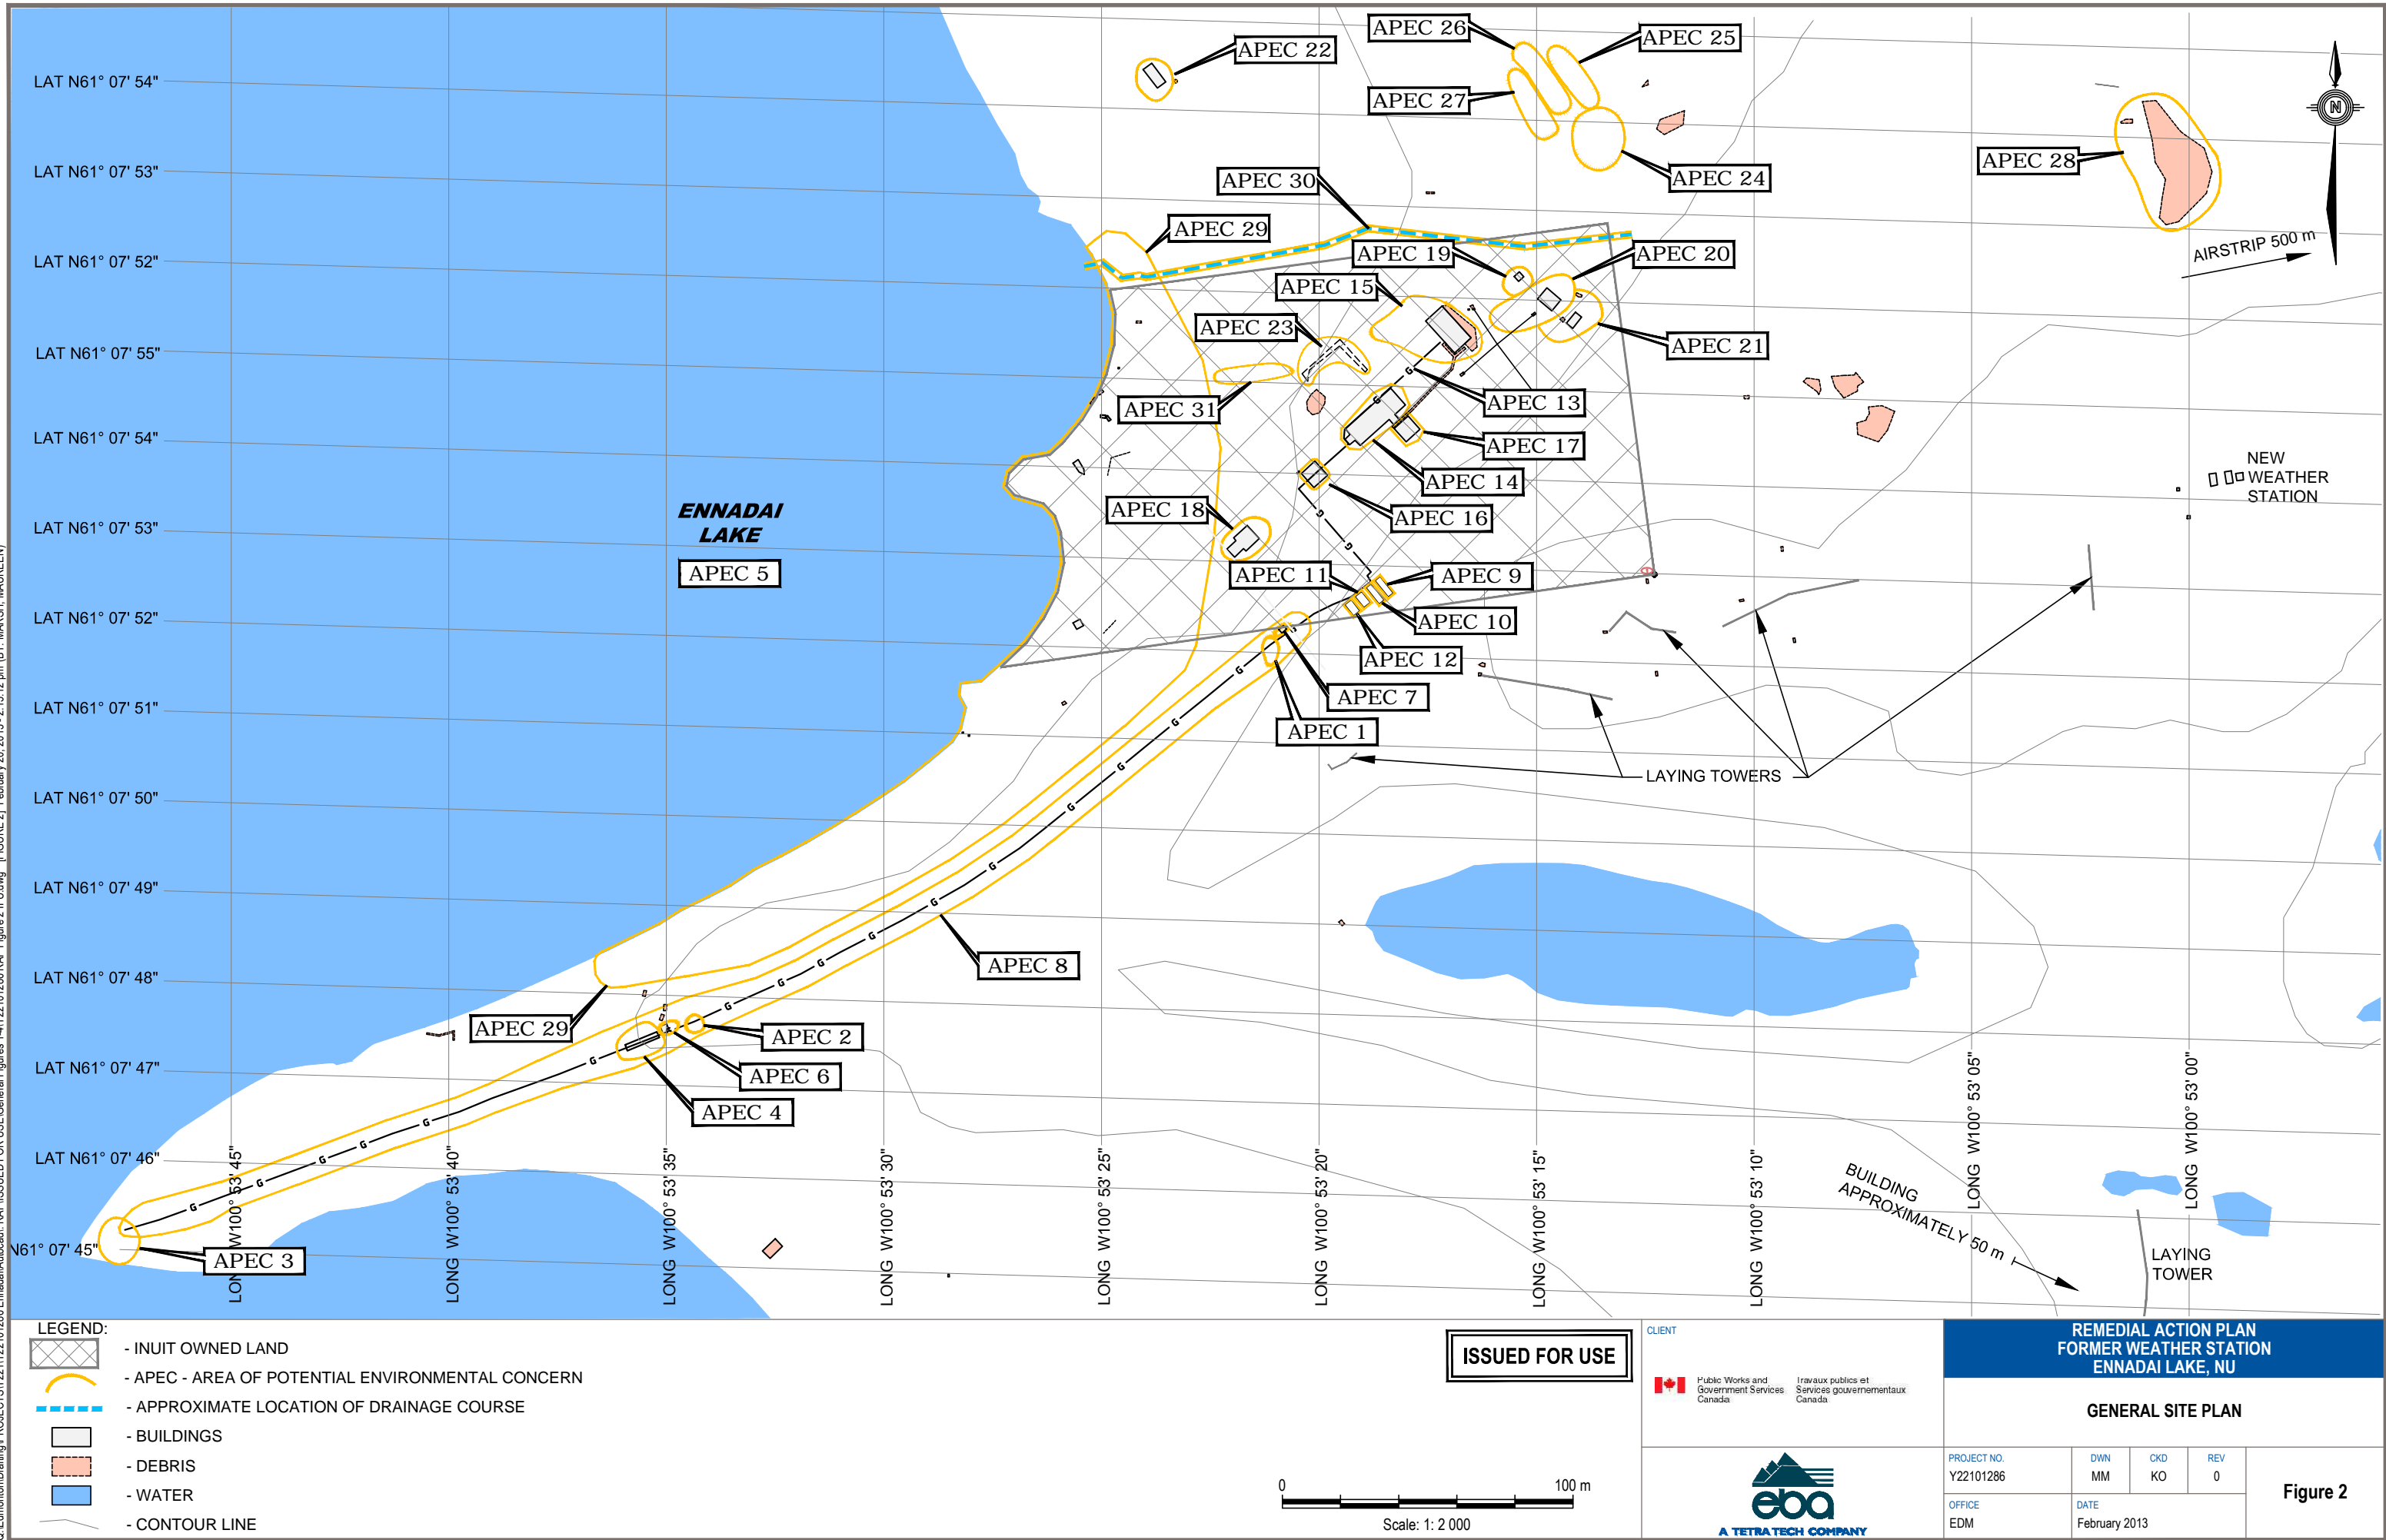 APEC 26
APEC 25
APEC 22
APEC 27
APEC 24
APEC 28
APEC 30
APEC 29
APEC 19
APEC 20
APEC 15
APEC 23
APEC 21
APEC 31
APEC 13
APEC 17
APEC 14
APEC 16
APEC 18
APEC 11
APEC 9
APEC 10
APEC 12
APEC 7
APEC 1
APEC 8
APEC 29
APEC 2
APEC 6
APEC 4
APEC 3
ENNADAI
LAKE
APEC 5
N
AIRSTRIP 500 m
NEW
WEATHER
STATION
LAYING TOWERS
BUILDING
APPROXIMATELY 50 m
LAYING
TOWER
G G G G G G G G G G G G G G G G G G G G
LAT N61° 07' 54"
LAT N61° 07' 53"
LAT N61° 07' 52"
LAT N61° 07' 55"
LAT N61° 07' 54"
LAT N61° 07' 53"
LAT N61° 07' 52"
LAT N61° 07' 51"
LAT N61° 07' 50"
LAT N61° 07' 49"
LAT N61° 07' 48"
LAT N61° 07' 47"
LAT N61° 07' 46"
N61° 07' 45"
LONG W100° 53' 45"
LONG W100° 53' 40"
LONG W100° 53' 35"
LONG W100° 53' 30"
LONG W100° 53' 25"
LONG W100° 53' 20"
LONG W100° 53' 15"
LONG W100° 53' 10"
LONG W100° 53' 05"
LONG W100° 53' 00"
LEGEND:
- INUIT OWNED LAND
- APEC - AREA OF POTENTIAL ENVIRONMENTAL CONCERN
- APPROXIMATE LOCATION OF DRAINAGE COURSE
- BUILDINGS
- DEBRIS
- WATER
- CONTOUR LINE
0 100 m
Scale: 1: 2 000
ISSUED FOR USE
CLIENT
Public Works and
Government Services
Canada
Travaux publics et
Services gouvernementaux
Canada
eba
A TETRA TECH COMPANY
REMEDIAL ACTION PLAN
FORMER WEATHER STATION
ENNADAI LAKE, NU
GENERAL SITE PLAN
PROJECT NO.
Y22101286
DWN
MM
CKD
KO
REV
0
OFFICE
EDM
DATE
February 2013
Figure 2